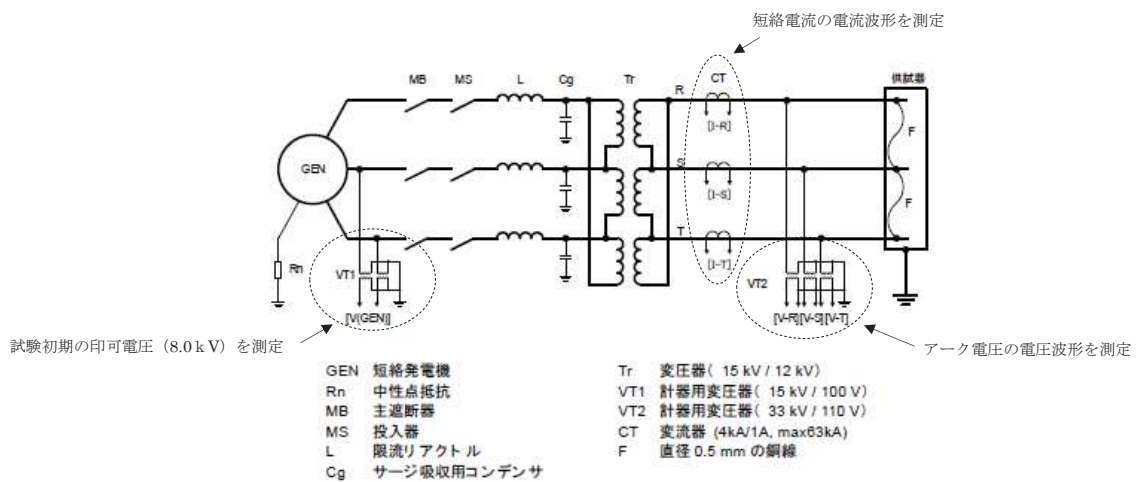 短絡電流の電流波形を測定
MB MS L Cg Tr R CT 供試器
[I-R]
F
GEN
S
[I-S]
F
T
[I-T]
Rn VT1 VT2
[V(GEN)] [V-R][V-S][V-T]
試験初期の印可電圧（8.0ｋV）を測定
アーク電圧の電圧波形を測定
GEN 短絡発電機
Rn 中性点抵抗
MB 主遮断器
MS 投入器
L 限流リアクトル
Cg サージ吸収用コンデンサ
Tr 変圧器( 15 kV / 12 kV)
VT1 計器用変圧器( 15 kV / 100 V)
VT2 計器用変圧器( 33 kV / 110 V)
CT 変流器 (4kA/1A, max63kA)
F 直径 0.5 mm の銅線